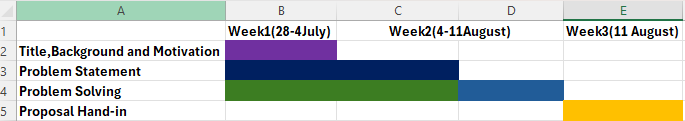 A B C D E
1 Week1(28-4July) Week2(4-11August) Week3(11 August)
2 Title,Background and Motivation
3 Problem Statement
4 Problem Solving
5 Proposal Hand-in